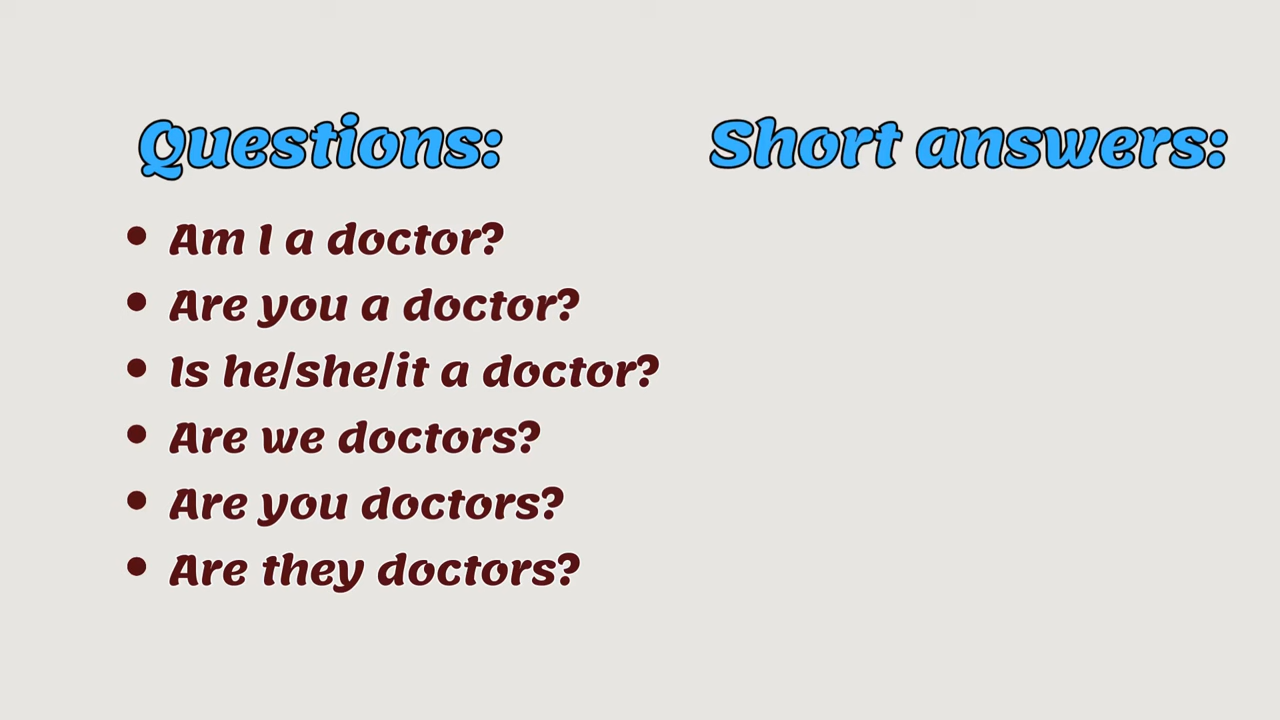 Questions:
Short answers:
• Am I a doctor?
• Are you a doctor?
• Is he/she/it a doctor?
• Are we doctors?
• Are you doctors?
• Are they doctors?